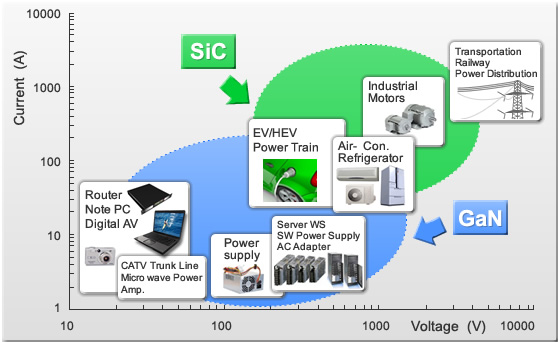 10000
1000
100
10
1
Current (A)
SiC
GaN
Transportation
Railway
Power Distribution
Industrial
Motors
EV/HEV
Power Train
Air- Con.
Refrigerator
Router
Note PC
Digital AV
CATV Trunk Line
Micro wave Power
Amp.
Power
supply
Server WS
SW Power Supply
AC Adapter
10
100
1000
Voltage (V)
10000